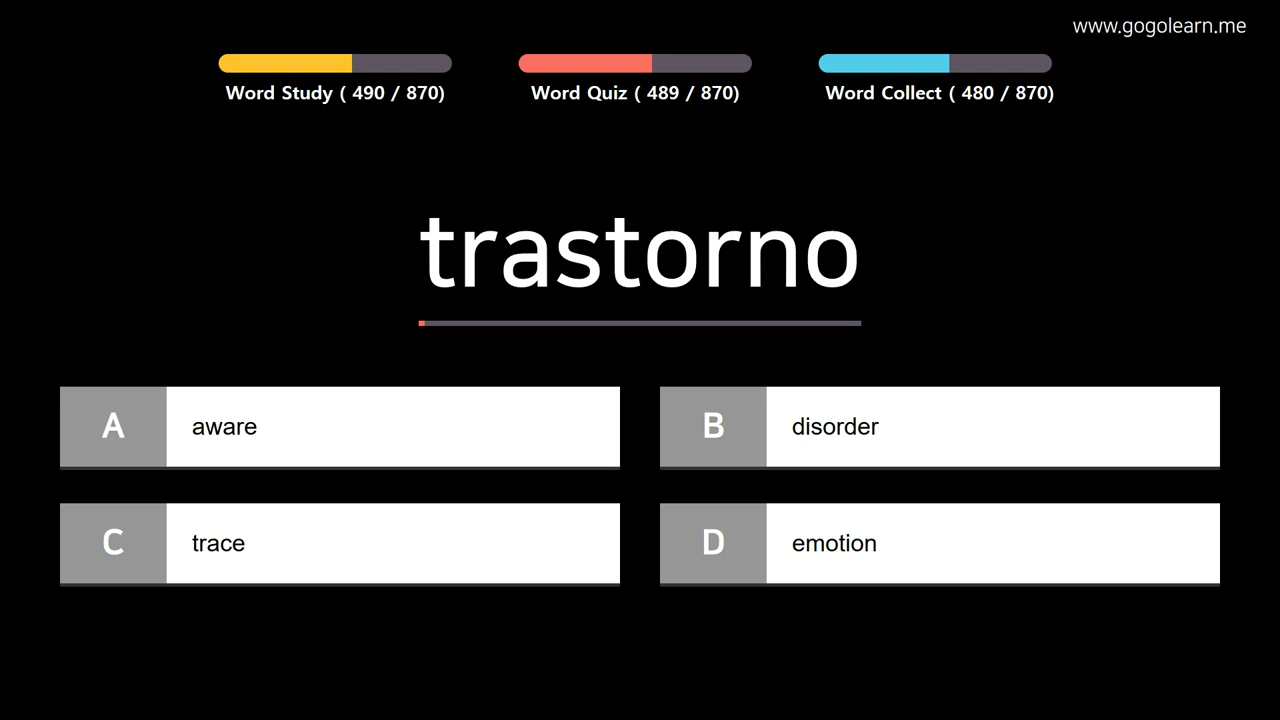 www.gogolearn.me
Word Study ( 490 / 870)
Word Quiz ( 489 / 870)
Word Collect ( 480 / 870)
trastorno
A aware
B disorder
C trace
D emotion